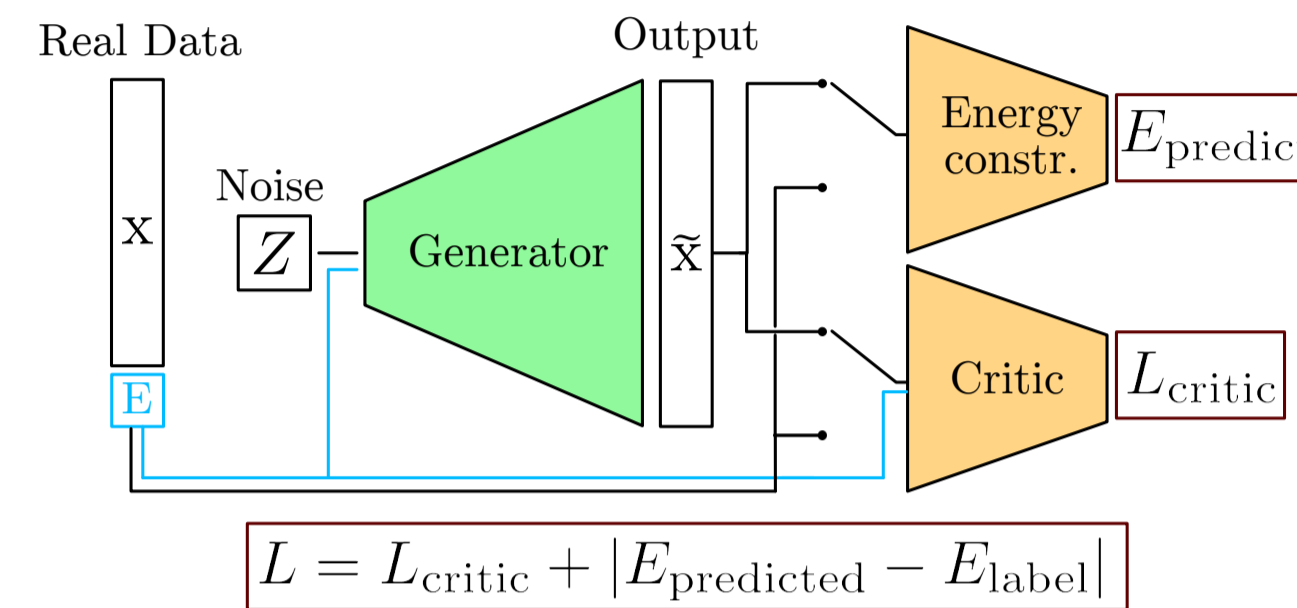 Real Data
Output
x
E
Noise
Z
Generator
x̃
Energy
constr.
E_predic
Critic
L_critic
L = L_critic + |E_predicted − E_label|